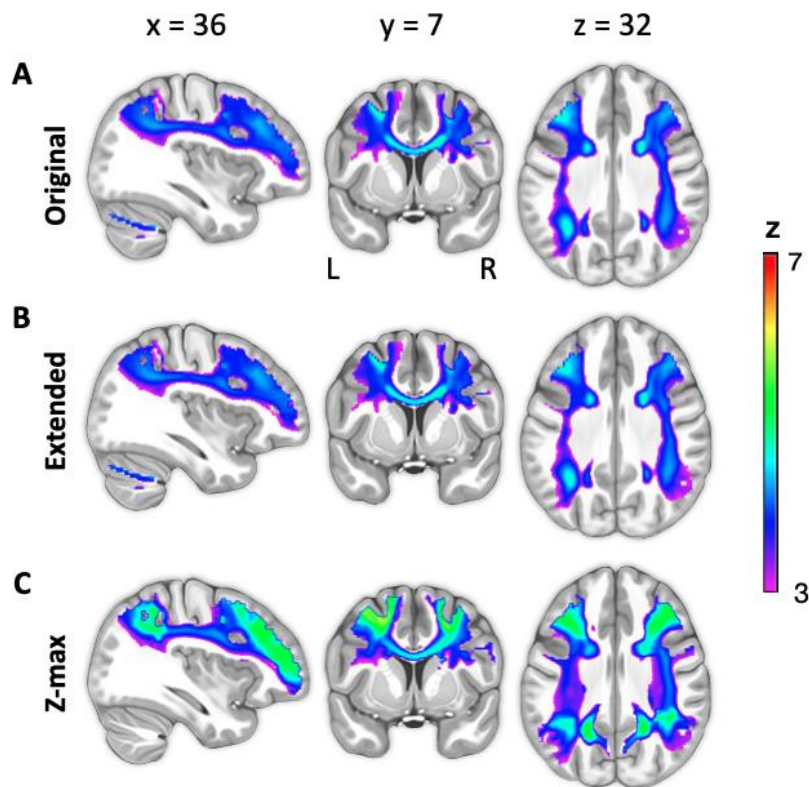 x = 36
y = 7
z = 32
A
Original
L
R
B
Extended
C
Z-max
z
7
3